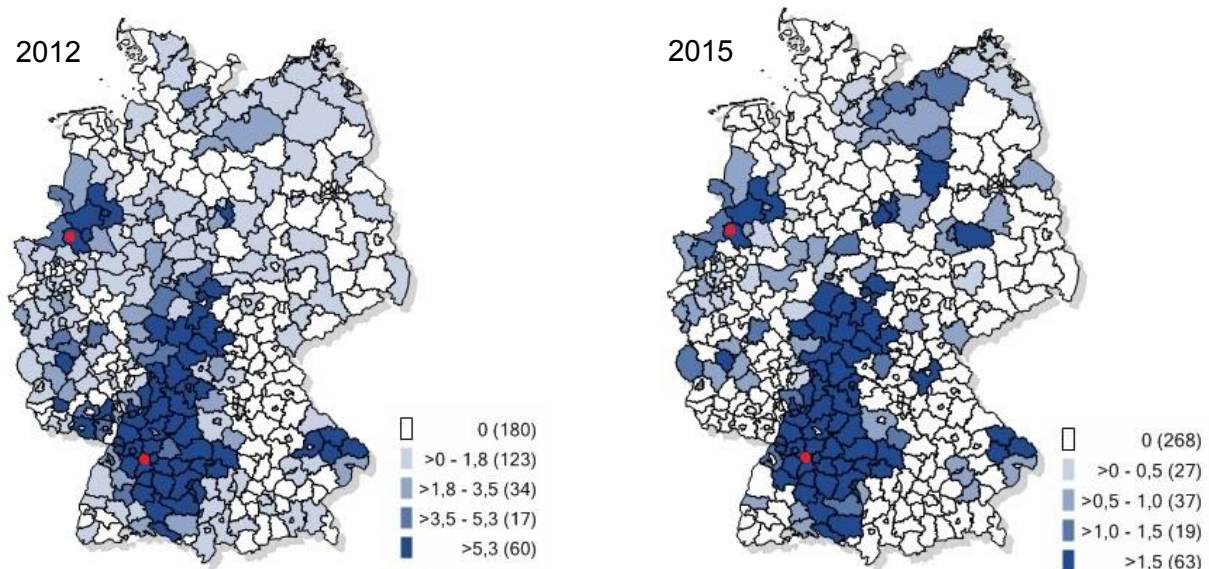 2012
0 (180)
>0 - 1,8 (123)
>1,8 - 3,5 (34)
>3,5 - 5,3 (17)
>5,3 (60)
2015
0 (268)
>0 - 0,5 (27)
>0,5 - 1,0 (37)
>1,0 - 1,5 (19)
>1,5 (63)